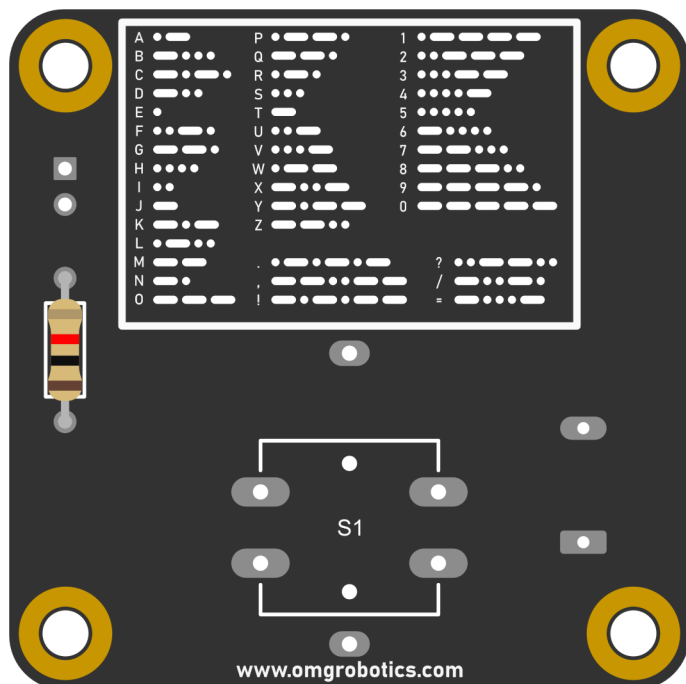 A •— P •——• 1 •————
B —••• Q ——• 2 ••———
C —•—• R •—• 3 •••——
D —•• S ••• 4 ••••—
E • T — 5 •••••
F ••—• U ••— 6 —••••
G ——• V •••— 7 ——•••
H •••• W •—— 8 ———••
I •• X —••— 9 ————•
J — Y —•—— 0 —————
K —•— Z ——••
L •—••
M —— . •—•—•— ? ••——••
N —• , ——••—— / —••—•
O ——— ! —•—•—— = —•••—
S1
www.omgrobotics.com